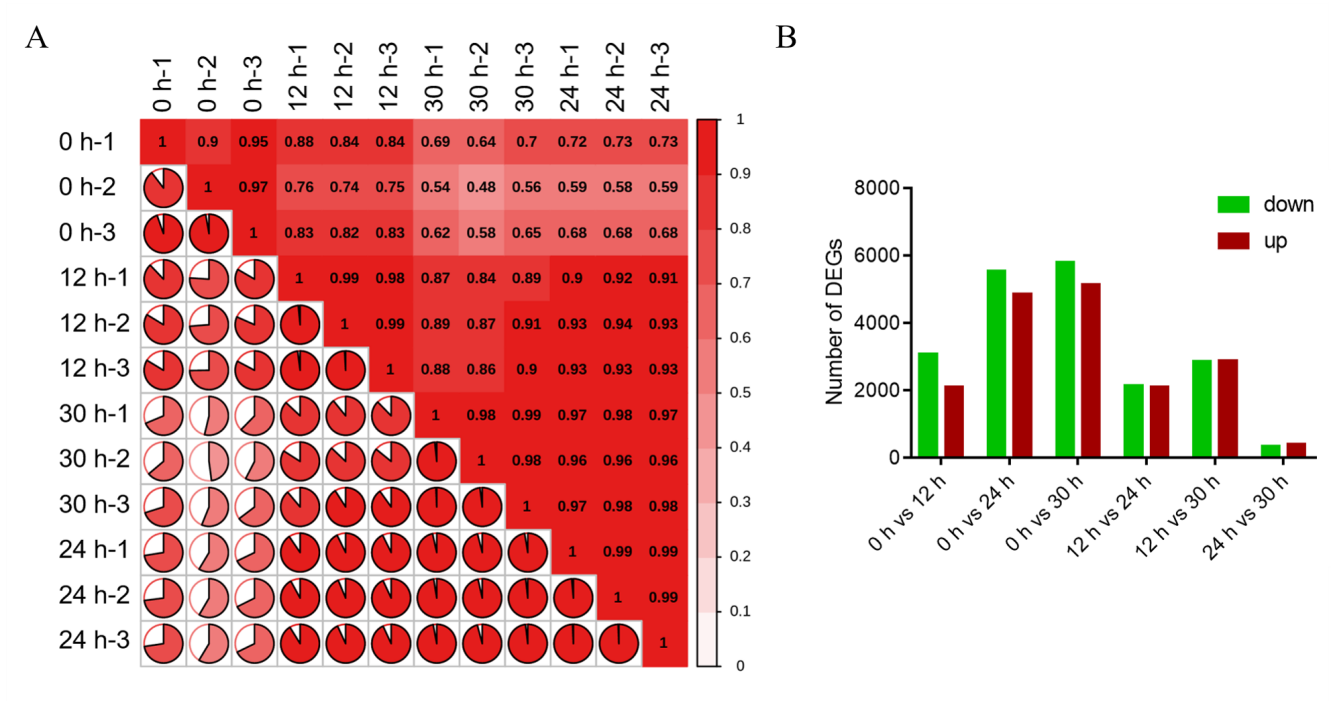 A
0 h-1 0 h-2 0 h-3 12 h-1 12 h-2 12 h-3 30 h-1 30 h-2 30 h-3 24 h-1 24 h-2 24 h-3
0 h-1 1 0.9 0.95 0.88 0.84 0.84 0.69 0.64 0.7 0.72 0.73 0.73
0 h-2 1 0.97 0.76 0.74 0.75 0.54 0.48 0.56 0.59 0.58 0.59
0 h-3 1 0.83 0.82 0.83 0.62 0.58 0.65 0.68 0.68 0.68
12 h-1 1 0.99 0.98 0.87 0.84 0.89 0.9 0.92 0.91
12 h-2 1 0.99 0.89 0.87 0.91 0.93 0.94 0.93
12 h-3 1 0.88 0.86 0.9 0.93 0.93 0.93
30 h-1 1 0.98 0.99 0.97 0.98 0.97
30 h-2 1 0.98 0.96 0.96 0.96
30 h-3 1 0.97 0.98 0.98
24 h-1 1 0.99 0.99
24 h-2 1 0.99
24 h-3 1
1
0.9
0.8
0.7
0.6
0.5
0.4
0.3
0.2
0.1
0
B
Number of DEGs
8000
6000
4000
2000
0
down
up
0 h vs 12 h
0 h vs 24 h
0 h vs 30 h
12 h vs 24 h
12 h vs 30 h
24 h vs 30 h